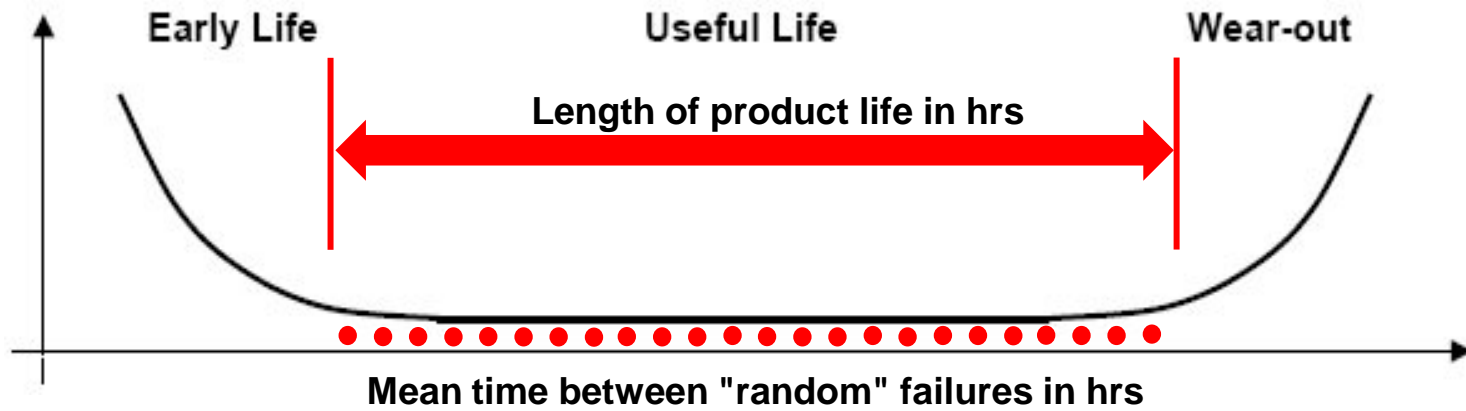 Early Life Useful Life Wear-out
Length of product life in hrs
Mean time between "random" failures in hrs